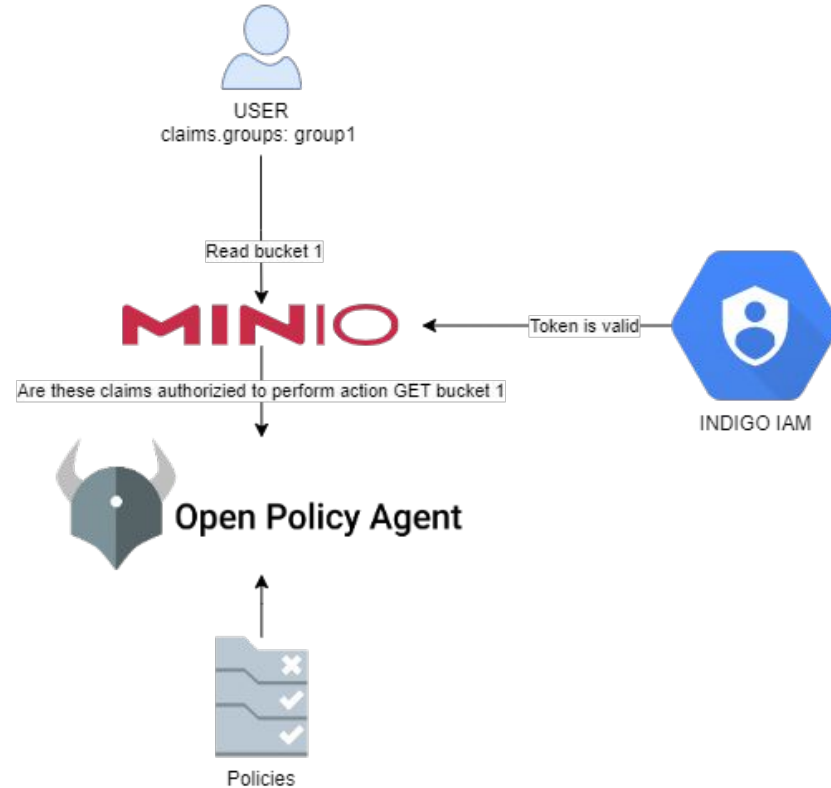 USER
claims.groups: group1
Read bucket 1
MINIO
Token is valid
Are these claims authorizied to perform action GET bucket 1
INDIGO IAM
Open Policy Agent
Policies